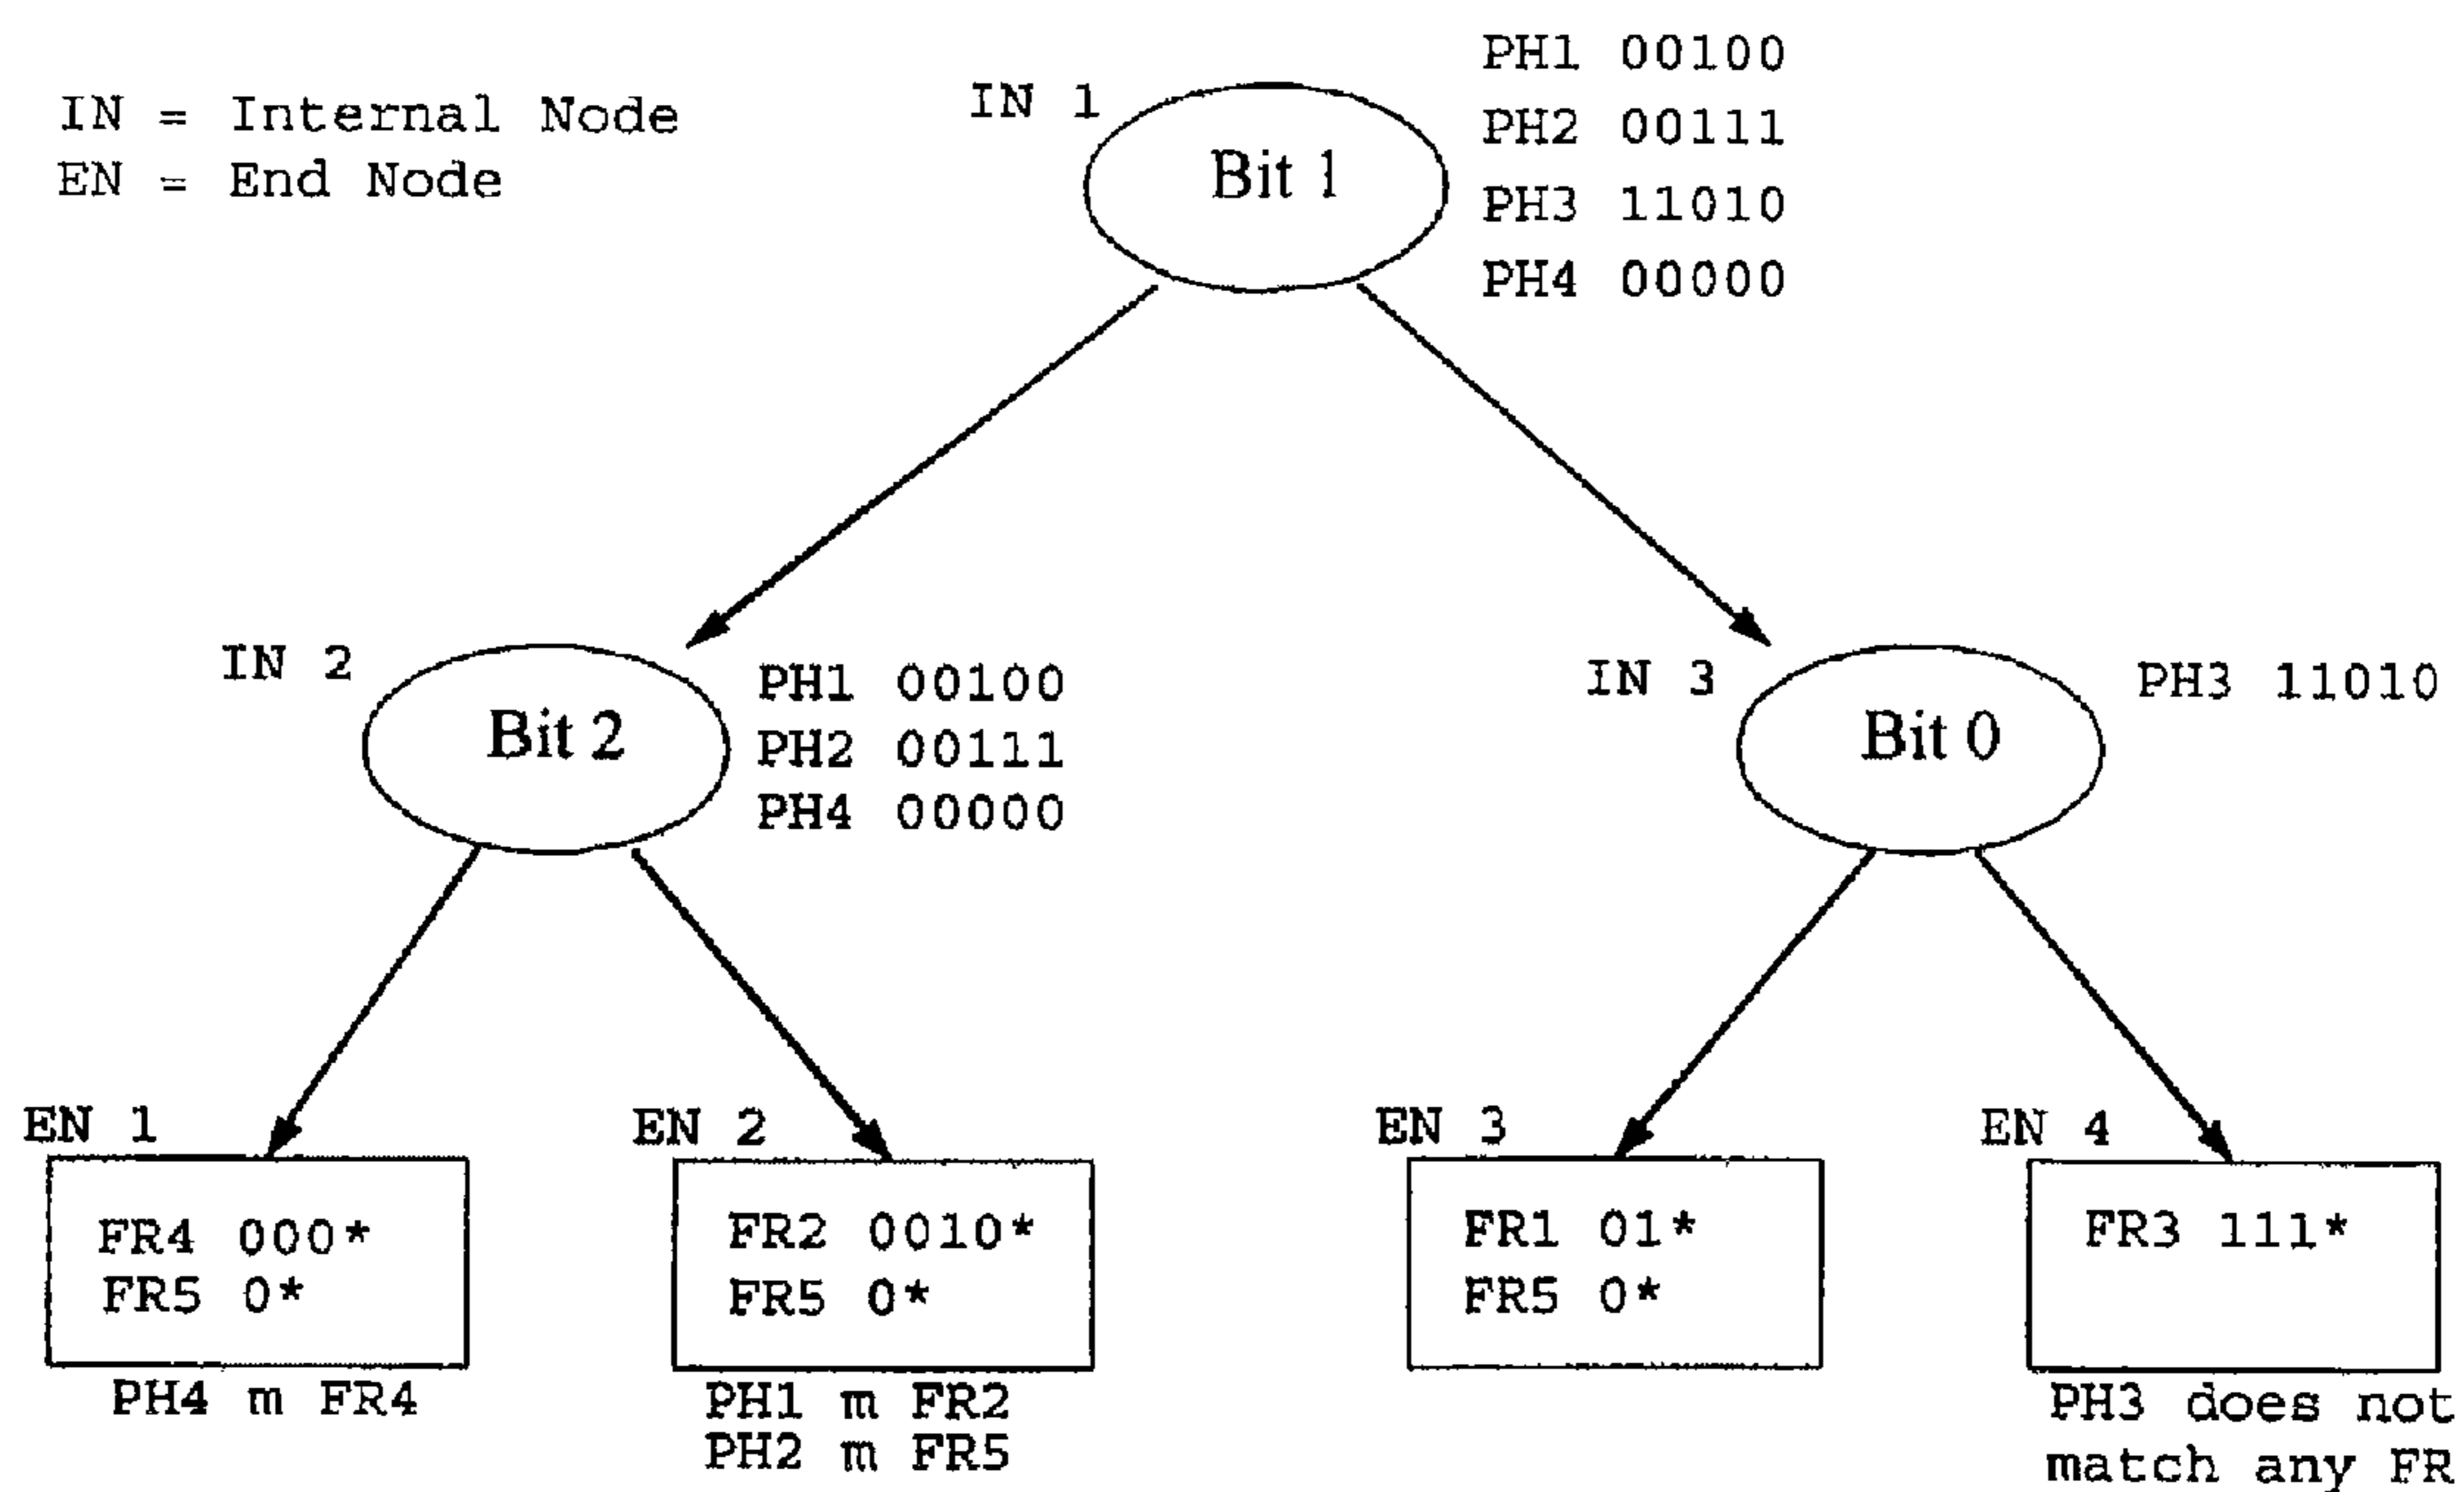 IN = Internal Node
EN = End Node
IN 1
Bit 1
PH1 00100
PH2 00111
PH3 11010
PH4 00000
IN 2
Bit 2
PH1 00100
PH2 00111
PH4 00000
IN 3
Bit 0
PH3 11010
EN 1
FR4 000*
FR5 0*
PH4 m FR4
EN 2
FR2 0010*
FR5 0*
PH1 m FR2
PH2 m FR5
EN 3
FR1 01*
FR5 0*
EN 4
FR3 111*
PH3 does not
match any FR